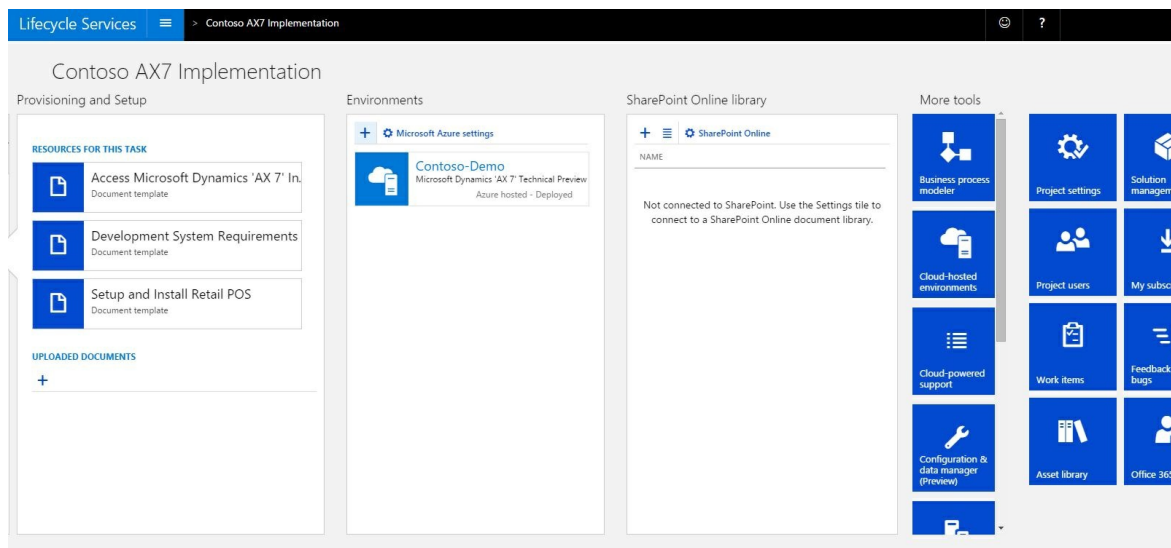 Lifecycle Services
> Contoso AX7 Implementation
?
Contoso AX7 Implementation
Provisioning and Setup
RESOURCES FOR THIS TASK
Access Microsoft Dynamics 'AX 7' In.
Document template
Development System Requirements
Document template
Setup and Install Retail POS
Document template
UPLOADED DOCUMENTS
+
Environments
+ Microsoft Azure settings
Contoso-Demo
Microsoft Dynamics 'AX 7' Technical Preview
Azure hosted - Deployed
SharePoint Online library
+ SharePoint Online
NAME
Not connected to SharePoint. Use the Settings tile to
connect to a SharePoint Online document library.
More tools
Business process
modeler
Cloud-hosted
environments
Cloud-powered
support
Configuration &
data manager
(Preview)
Project settings
Project users
Work items
Asset library
Solution
managem
My subsc
Feedback
bugs
Office 36